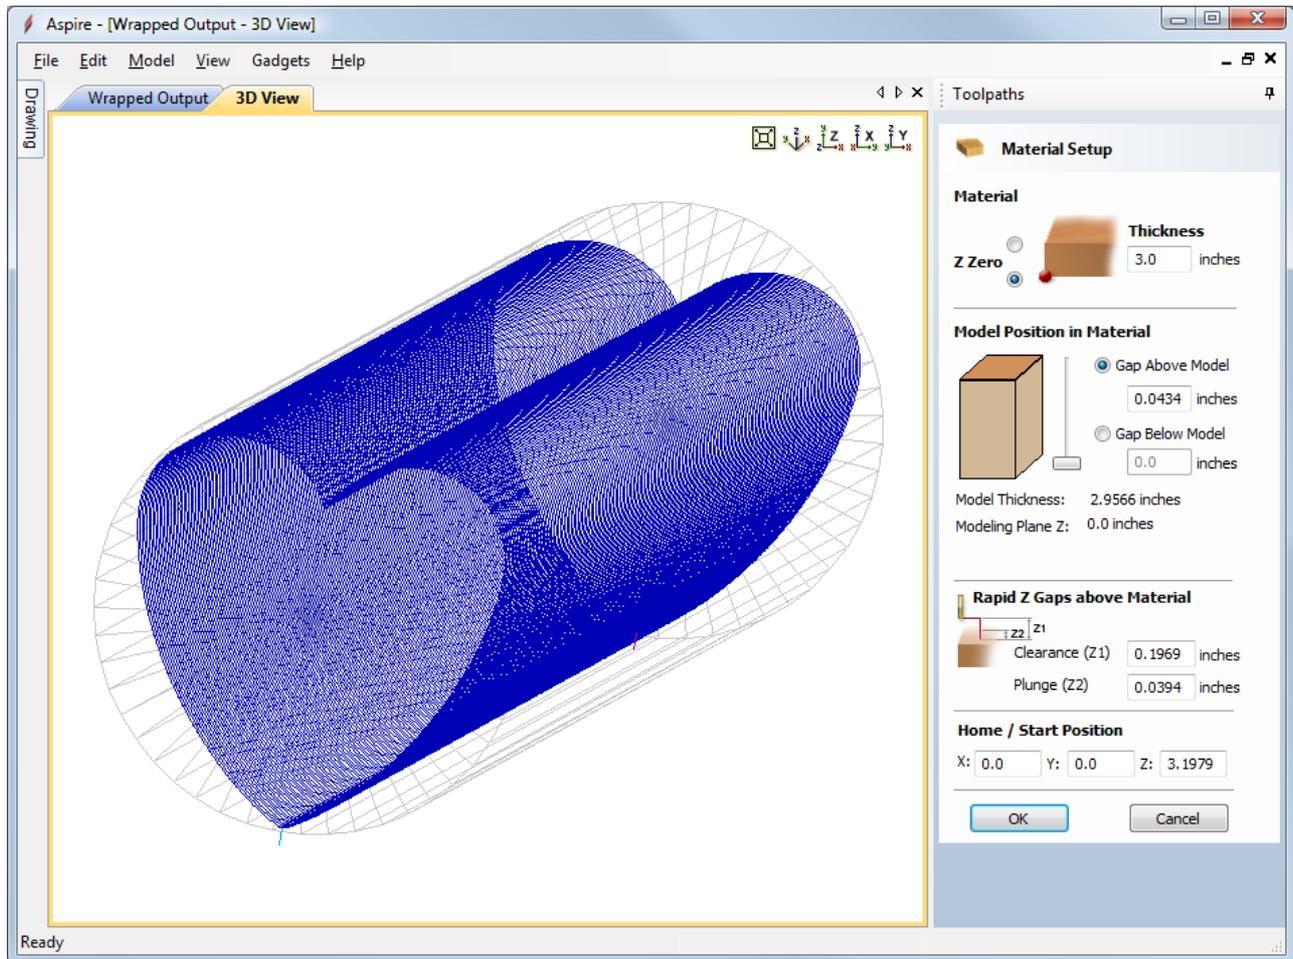 Aspire - [Wrapped Output - 3D View]
File Edit Model View Gadgets Help
Drawing
Wrapped Output 3D View
Toolpaths
y z x
y Z z x
z X x y
z Y y x
Material Setup
Material
Thickness
Z Zero
3.0 inches
Model Position in Material
Gap Above Model
0.0434 inches
Gap Below Model
0.0 inches
Model Thickness: 2.9566 inches
Modeling Plane Z: 0.0 inches
Rapid Z Gaps above Material
Z2 Z1
Clearance (Z1) 0.1969 inches
Plunge (Z2) 0.0394 inches
Home / Start Position
X: 0.0 Y: 0.0 Z: 3.1979
OK Cancel
Ready